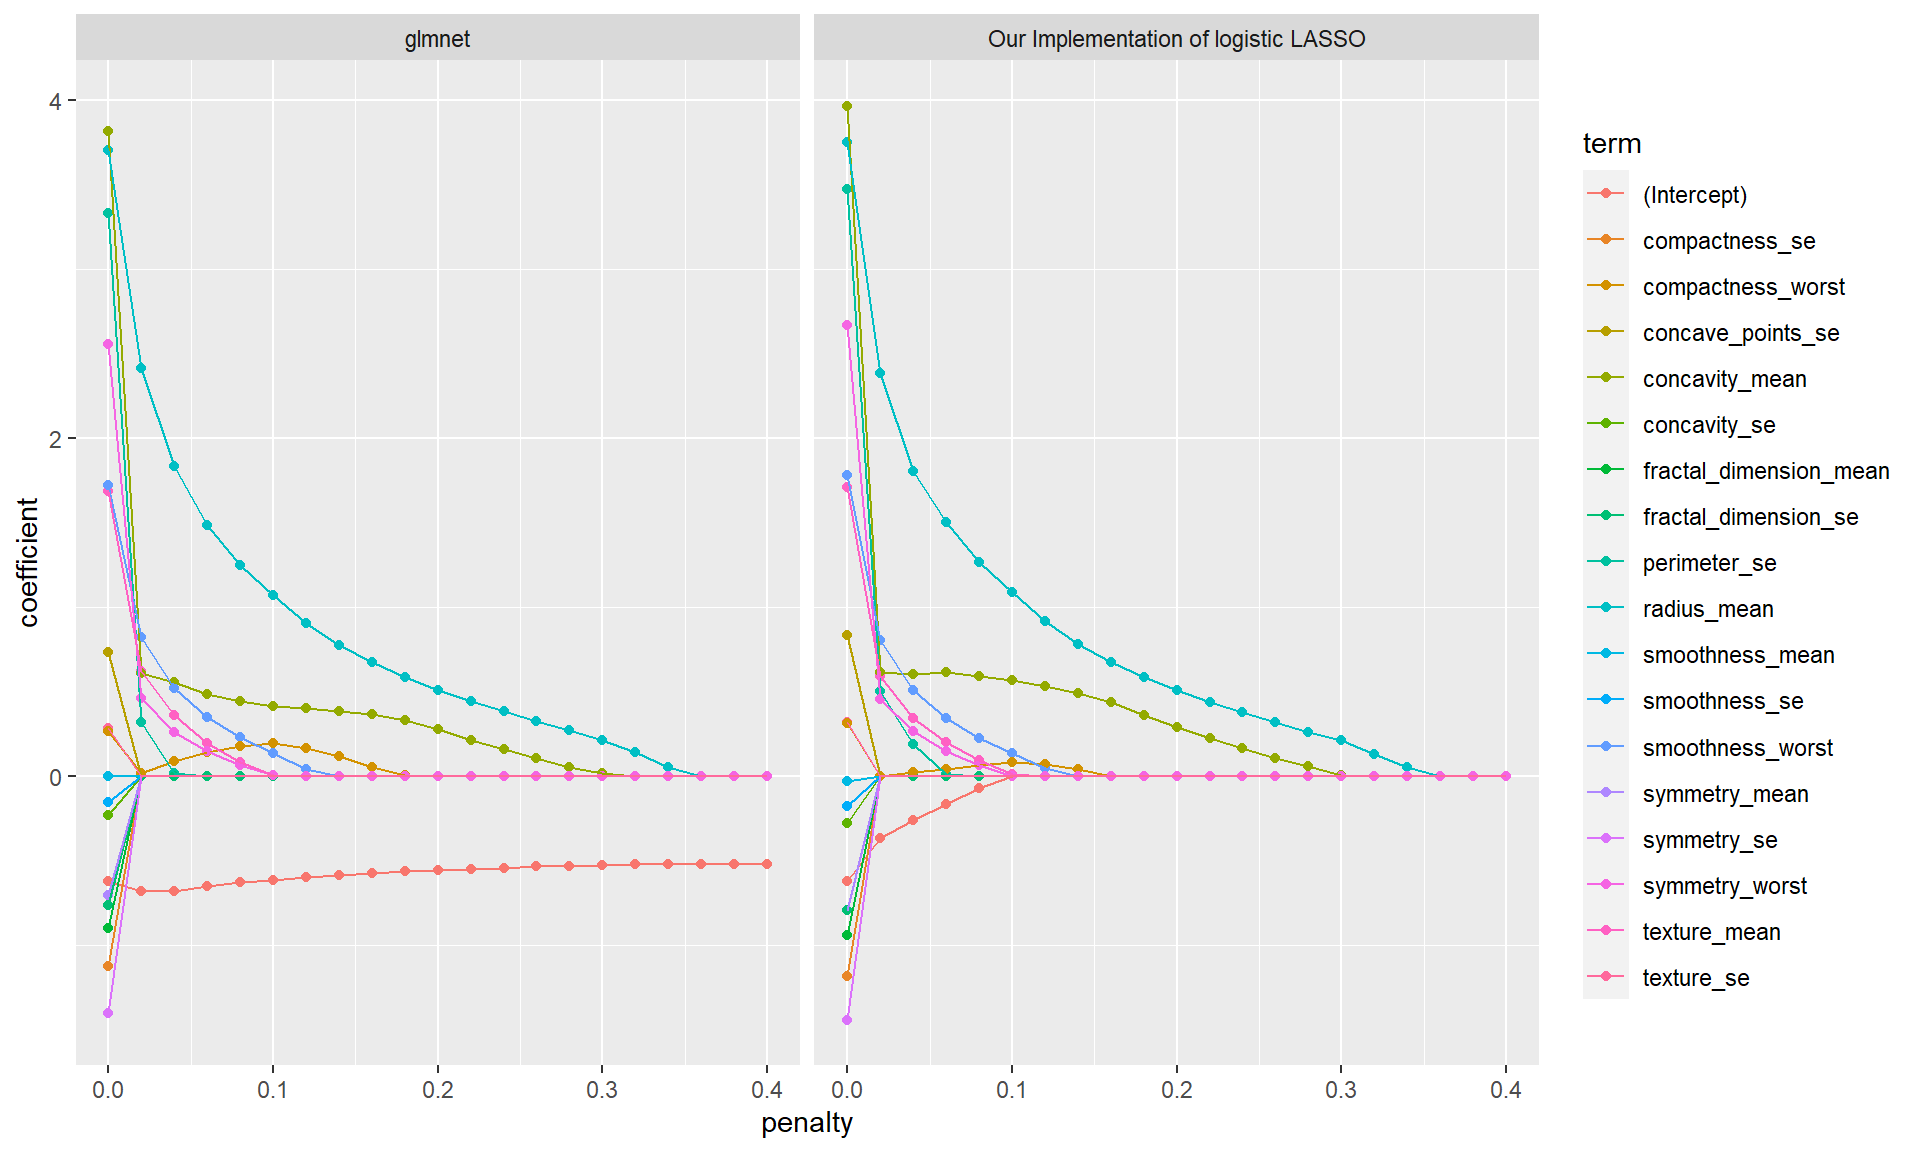 glmnet
Our Implementation of logistic LASSO
4
2
0
coefficient
0.0
0.1
0.2
0.3
0.4
0.0
0.1
0.2
0.3
0.4
penalty
term
(Intercept)
compactness_se
compactness_worst
concave_points_se
concavity_mean
concavity_se
fractal_dimension_mean
fractal_dimension_se
perimeter_se
radius_mean
smoothness_mean
smoothness_se
smoothness_worst
symmetry_mean
symmetry_se
symmetry_worst
texture_mean
texture_se